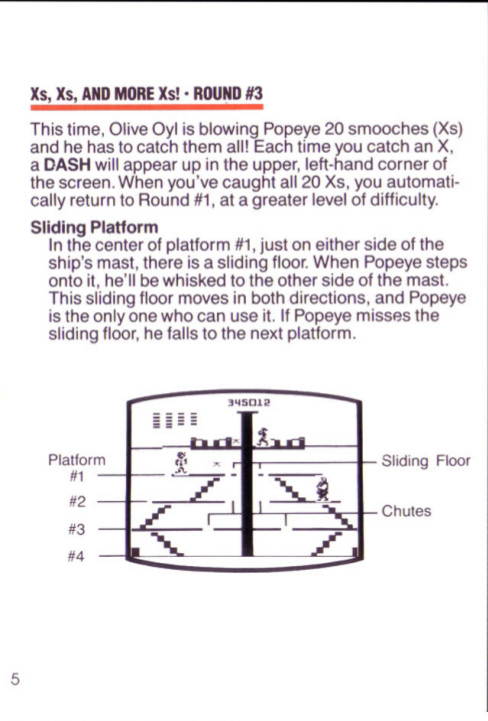 Xs, Xs, AND MORE Xs! · ROUND #3
This time, Olive Oyl is blowing Popeye 20 smooches (Xs)
and he has to catch them all! Each time you catch an X,
a DASH will appear up in the upper, left-hand corner of
the screen. When you've caught all 20 Xs, you automati-
cally return to Round #1, at a greater level of difficulty.
Sliding Platform
In the center of platform #1, just on either side of the
ship's mast, there is a sliding floor. When Popeye steps
onto it, he'll be whisked to the other side of the mast.
This sliding floor moves in both directions, and Popeye
is the only one who can use it. If Popeye misses the
sliding floor, he falls to the next platform.
345012
Platform
#1
Sliding Floor
#2
Chutes
#3
#4
5